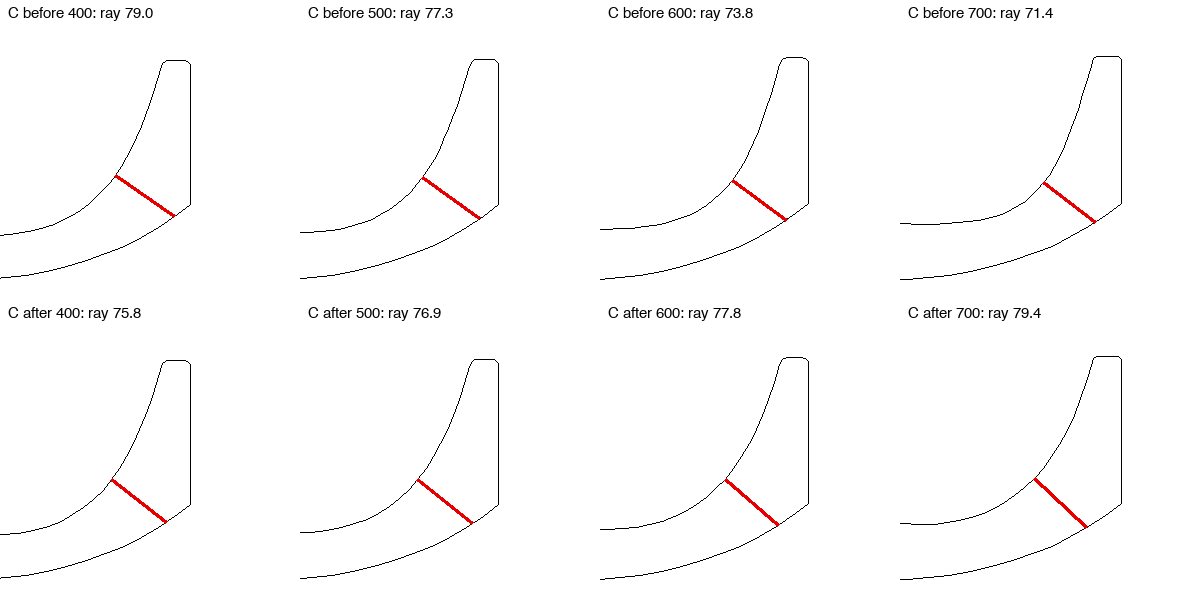 C before 400: ray 79.0
C before 500: ray 77.3
C before 600: ray 73.8
C before 700: ray 71.4
C after 400: ray 75.8
C after 500: ray 76.9
C after 600: ray 77.8
C after 700: ray 79.4